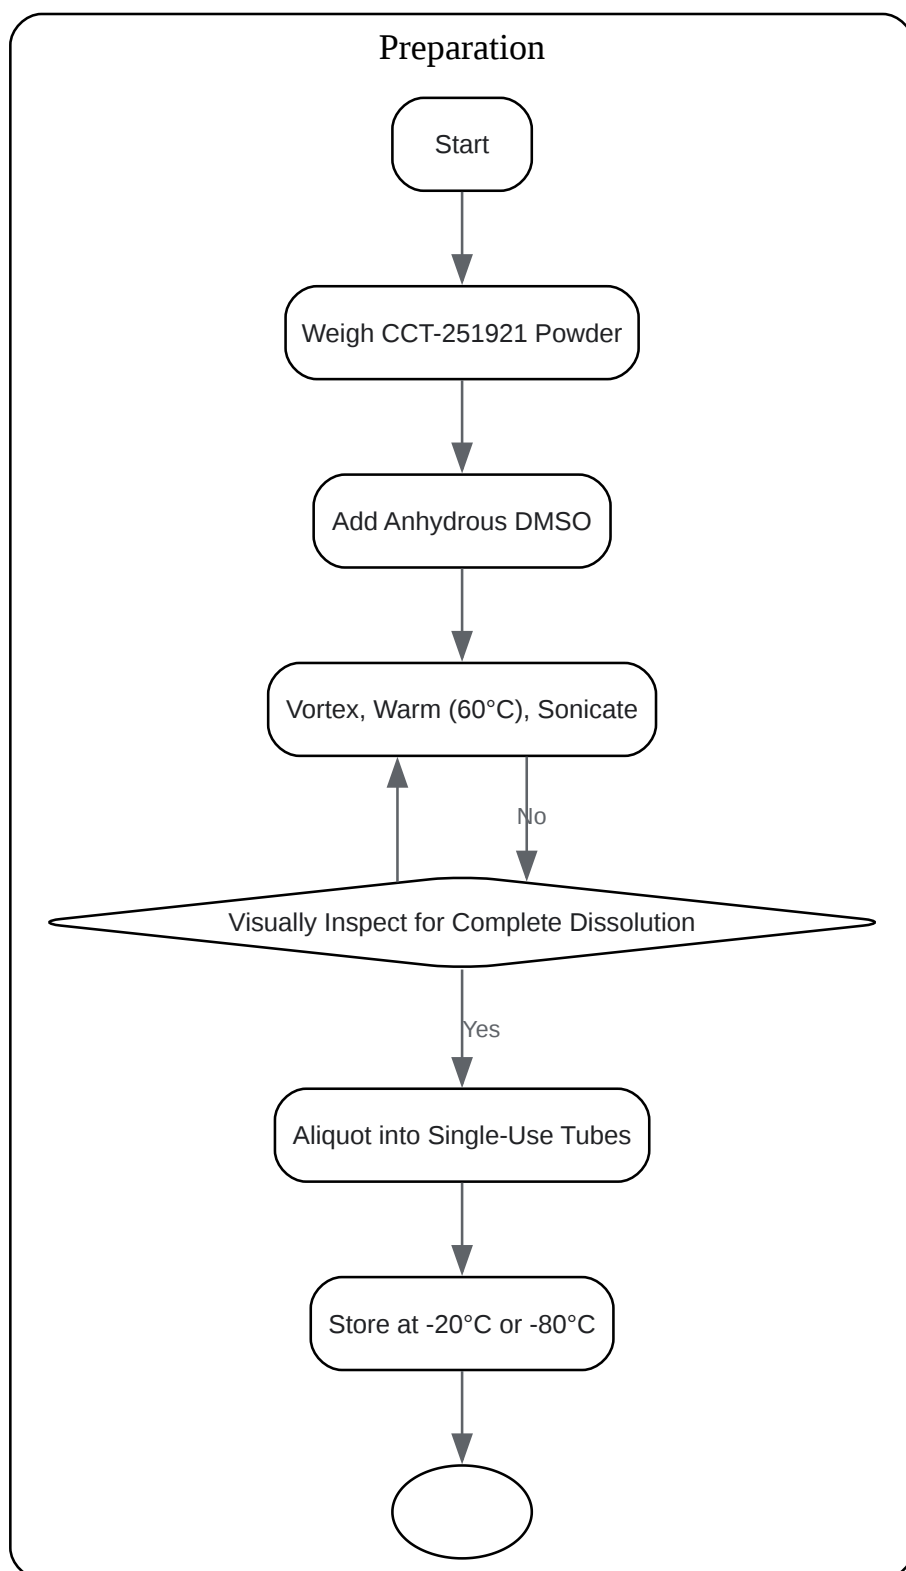 Preparation
Start
Weigh CCT-251921 Powder
Add Anhydrous DMSO
Vortex, Warm (60°C), Sonicate
No
Visually Inspect for Complete Dissolution
Yes
Aliquot into Single-Use Tubes
Store at -20°C or -80°C